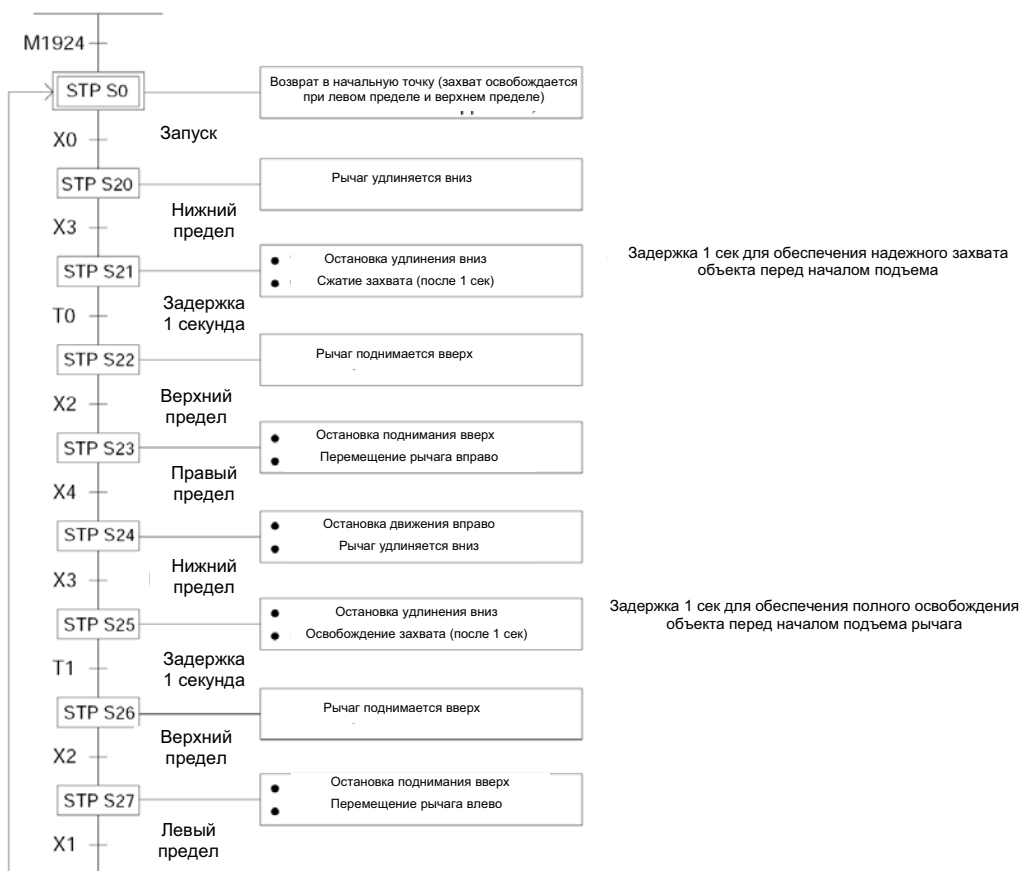 M1924
STP S0
Возврат в начальную точку (захват освобождается
при левом пределе и верхнем пределе)
X0
Запуск
STP S20
Рычаг удлиняется вниз
X3
Нижний
предел
STP S21
Остановка удлинения вниз
Сжатие захвата (после 1 сек)
Задержка 1 сек для обеспечения надежного захвата
объекта перед началом подъема
T0
Задержка
1 секунда
STP S22
Рычаг поднимается вверх
X2
Верхний
предел
STP S23
Остановка поднимания вверх
Перемещение рычага вправо
X4
Правый
предел
STP S24
Остановка движения вправо
Рычаг удлиняется вниз
X3
Нижний
предел
STP S25
Остановка удлинения вниз
Освобождение захвата (после 1 сек)
Задержка 1 сек для обеспечения полного освобождения
объекта перед началом подъема рычага
T1
Задержка
1 секунда
STP S26
Рычаг поднимается вверх
X2
Верхний
предел
STP S27
Остановка поднимания вверх
Перемещение рычага влево
X1
Левый
предел